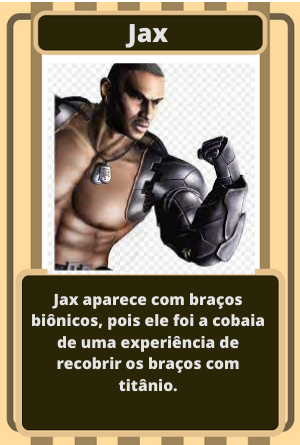 Jax
Jax aparece com braços
biônicos, pois ele foi a cobaia
de uma experiência de
recobrir os braços com
titânio.